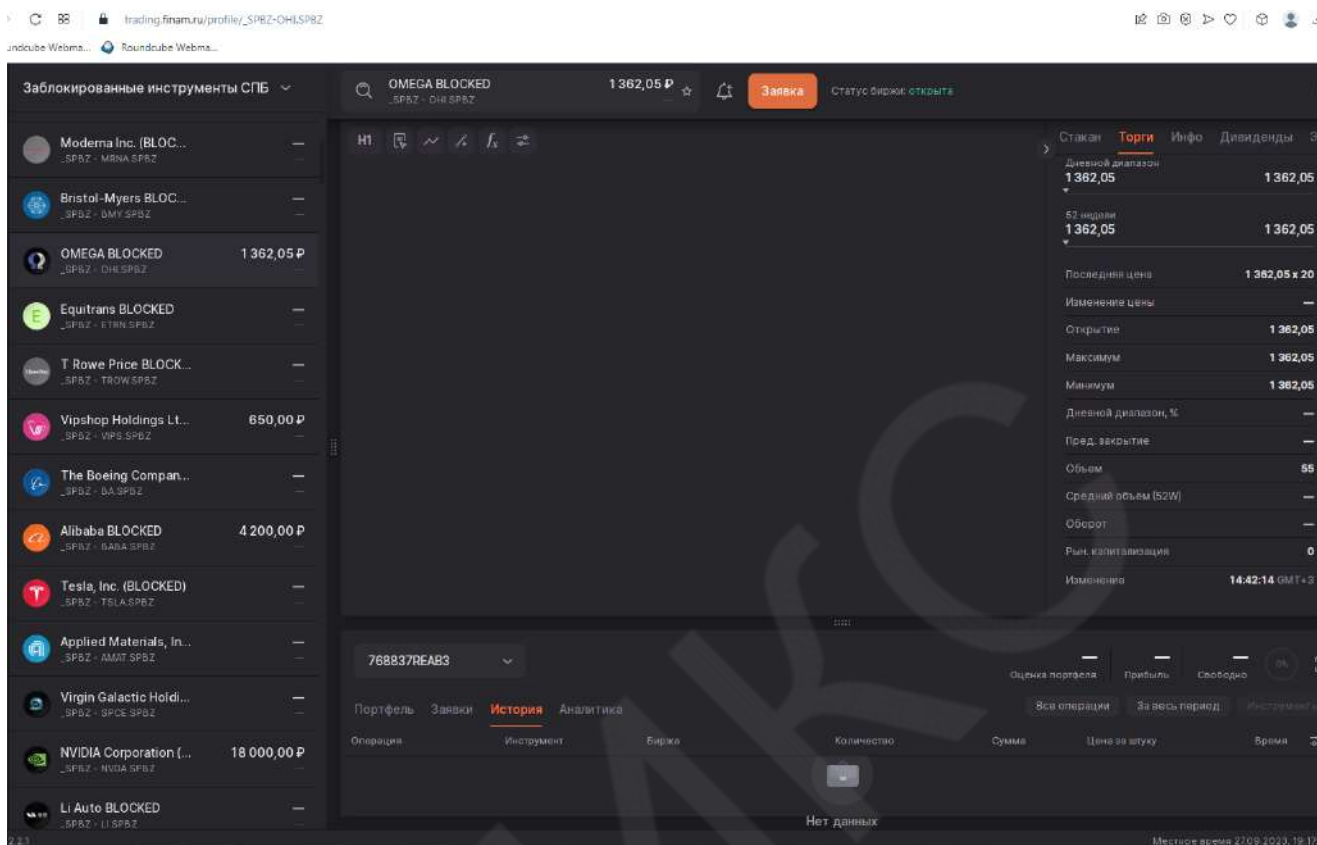 trading.finam.ru/profile/_SPBZ-OHI.SPBZ
undcube Webma... Roundcube Webma...
Заблокированные инструменты СПБ
OMEGA BLOCKED 1 362,05 ₽
_SPBZ - OHI.SPBZ
Заявка
Статус биржи: открыта
Moderna Inc. (BLOC... —
_SPBZ - MRNA.SPBZ —
Bristol-Myers BLOC... —
_SPBZ - BMY.SPBZ —
OMEGA BLOCKED 1 362,05 ₽
_SPBZ - OHI.SPBZ —
Equitrans BLOCKED —
_SPBZ - ETRN.SPBZ —
T Rowe Price BLOCK... —
_SPBZ - TROW.SPBZ —
Vipshop Holdings Lt... 650,00 ₽
_SPBZ - VIPS.SPBZ —
The Boeing Compan... —
_SPBZ - BA.SPBZ —
Alibaba BLOCKED 4 200,00 ₽
_SPBZ - BABA.SPBZ —
Tesla, Inc. (BLOCKED) —
_SPBZ - TSLA.SPBZ —
Applied Materials, In... —
_SPBZ - AMAT.SPBZ —
Virgin Galactic Holdi... —
_SPBZ - SPCE.SPBZ —
NVIDIA Corporation (... 18 000,00 ₽
_SPBZ - NVDA.SPBZ —
Li Auto BLOCKED —
_SPBZ - LI.SPBZ —
2.2.1
H1
Стакан Торги Инфо Дивиденды
Дневной диапазон
1 362,05 1 362,05
52 недели
1 362,05 1 362,05
Последняя цена 1 362,05 x 20
Изменение цены —
Открытие 1 362,05
Максимум 1 362,05
Минимум 1 362,05
Дневной диапазон, % —
Пред. закрытие —
Объем 55
Средний объем (52W) —
Оборот —
Рын. капитализация 0
Изменение 14:42:14 GMT+3
768837REAB3
— — — 0%
Оценка портфеля Прибыль Свободно
Портфель Заявки История Аналитика
Все операции За весь период Инструмент
Операция Инструмент Биржа Количество Сумма Цена за штуку Время
Нет данных
Местное время 27.09.2023, 19:17
МКС